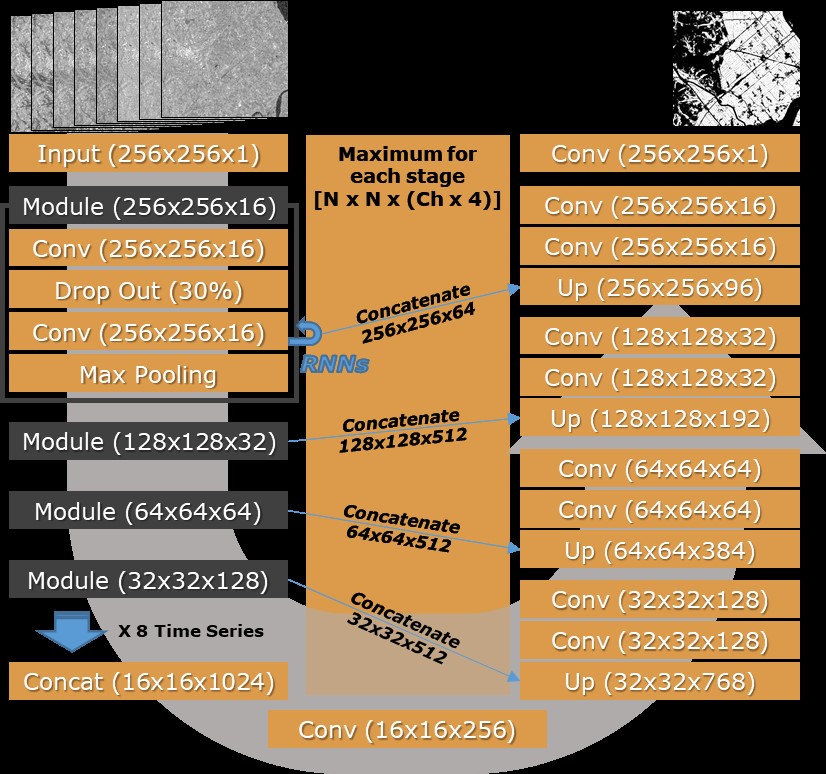 Input (256x256x1)
Module (256x256x16)
Conv (256x256x16)
Drop Out (30%)
Conv (256x256x16)
Max Pooling
RNNs
Module (128x128x32)
Module (64x64x64)
Module (32x32x128)
X 8 Time Series
Concat (16x16x1024)
Conv (16x16x256)
Maximum for
each stage
[N x N x (Ch x 4)]
Concatenate
256x256x64
Concatenate
128x128x512
Concatenate
64x64x512
Concatenate
32x32x512
Conv (256x256x1)
Conv (256x256x16)
Conv (256x256x16)
Up (256x256x96)
Conv (128x128x32)
Conv (128x128x32)
Up (128x128x192)
Conv (64x64x64)
Conv (64x64x64)
Up (64x64x384)
Conv (32x32x128)
Conv (32x32x128)
Up (32x32x768)